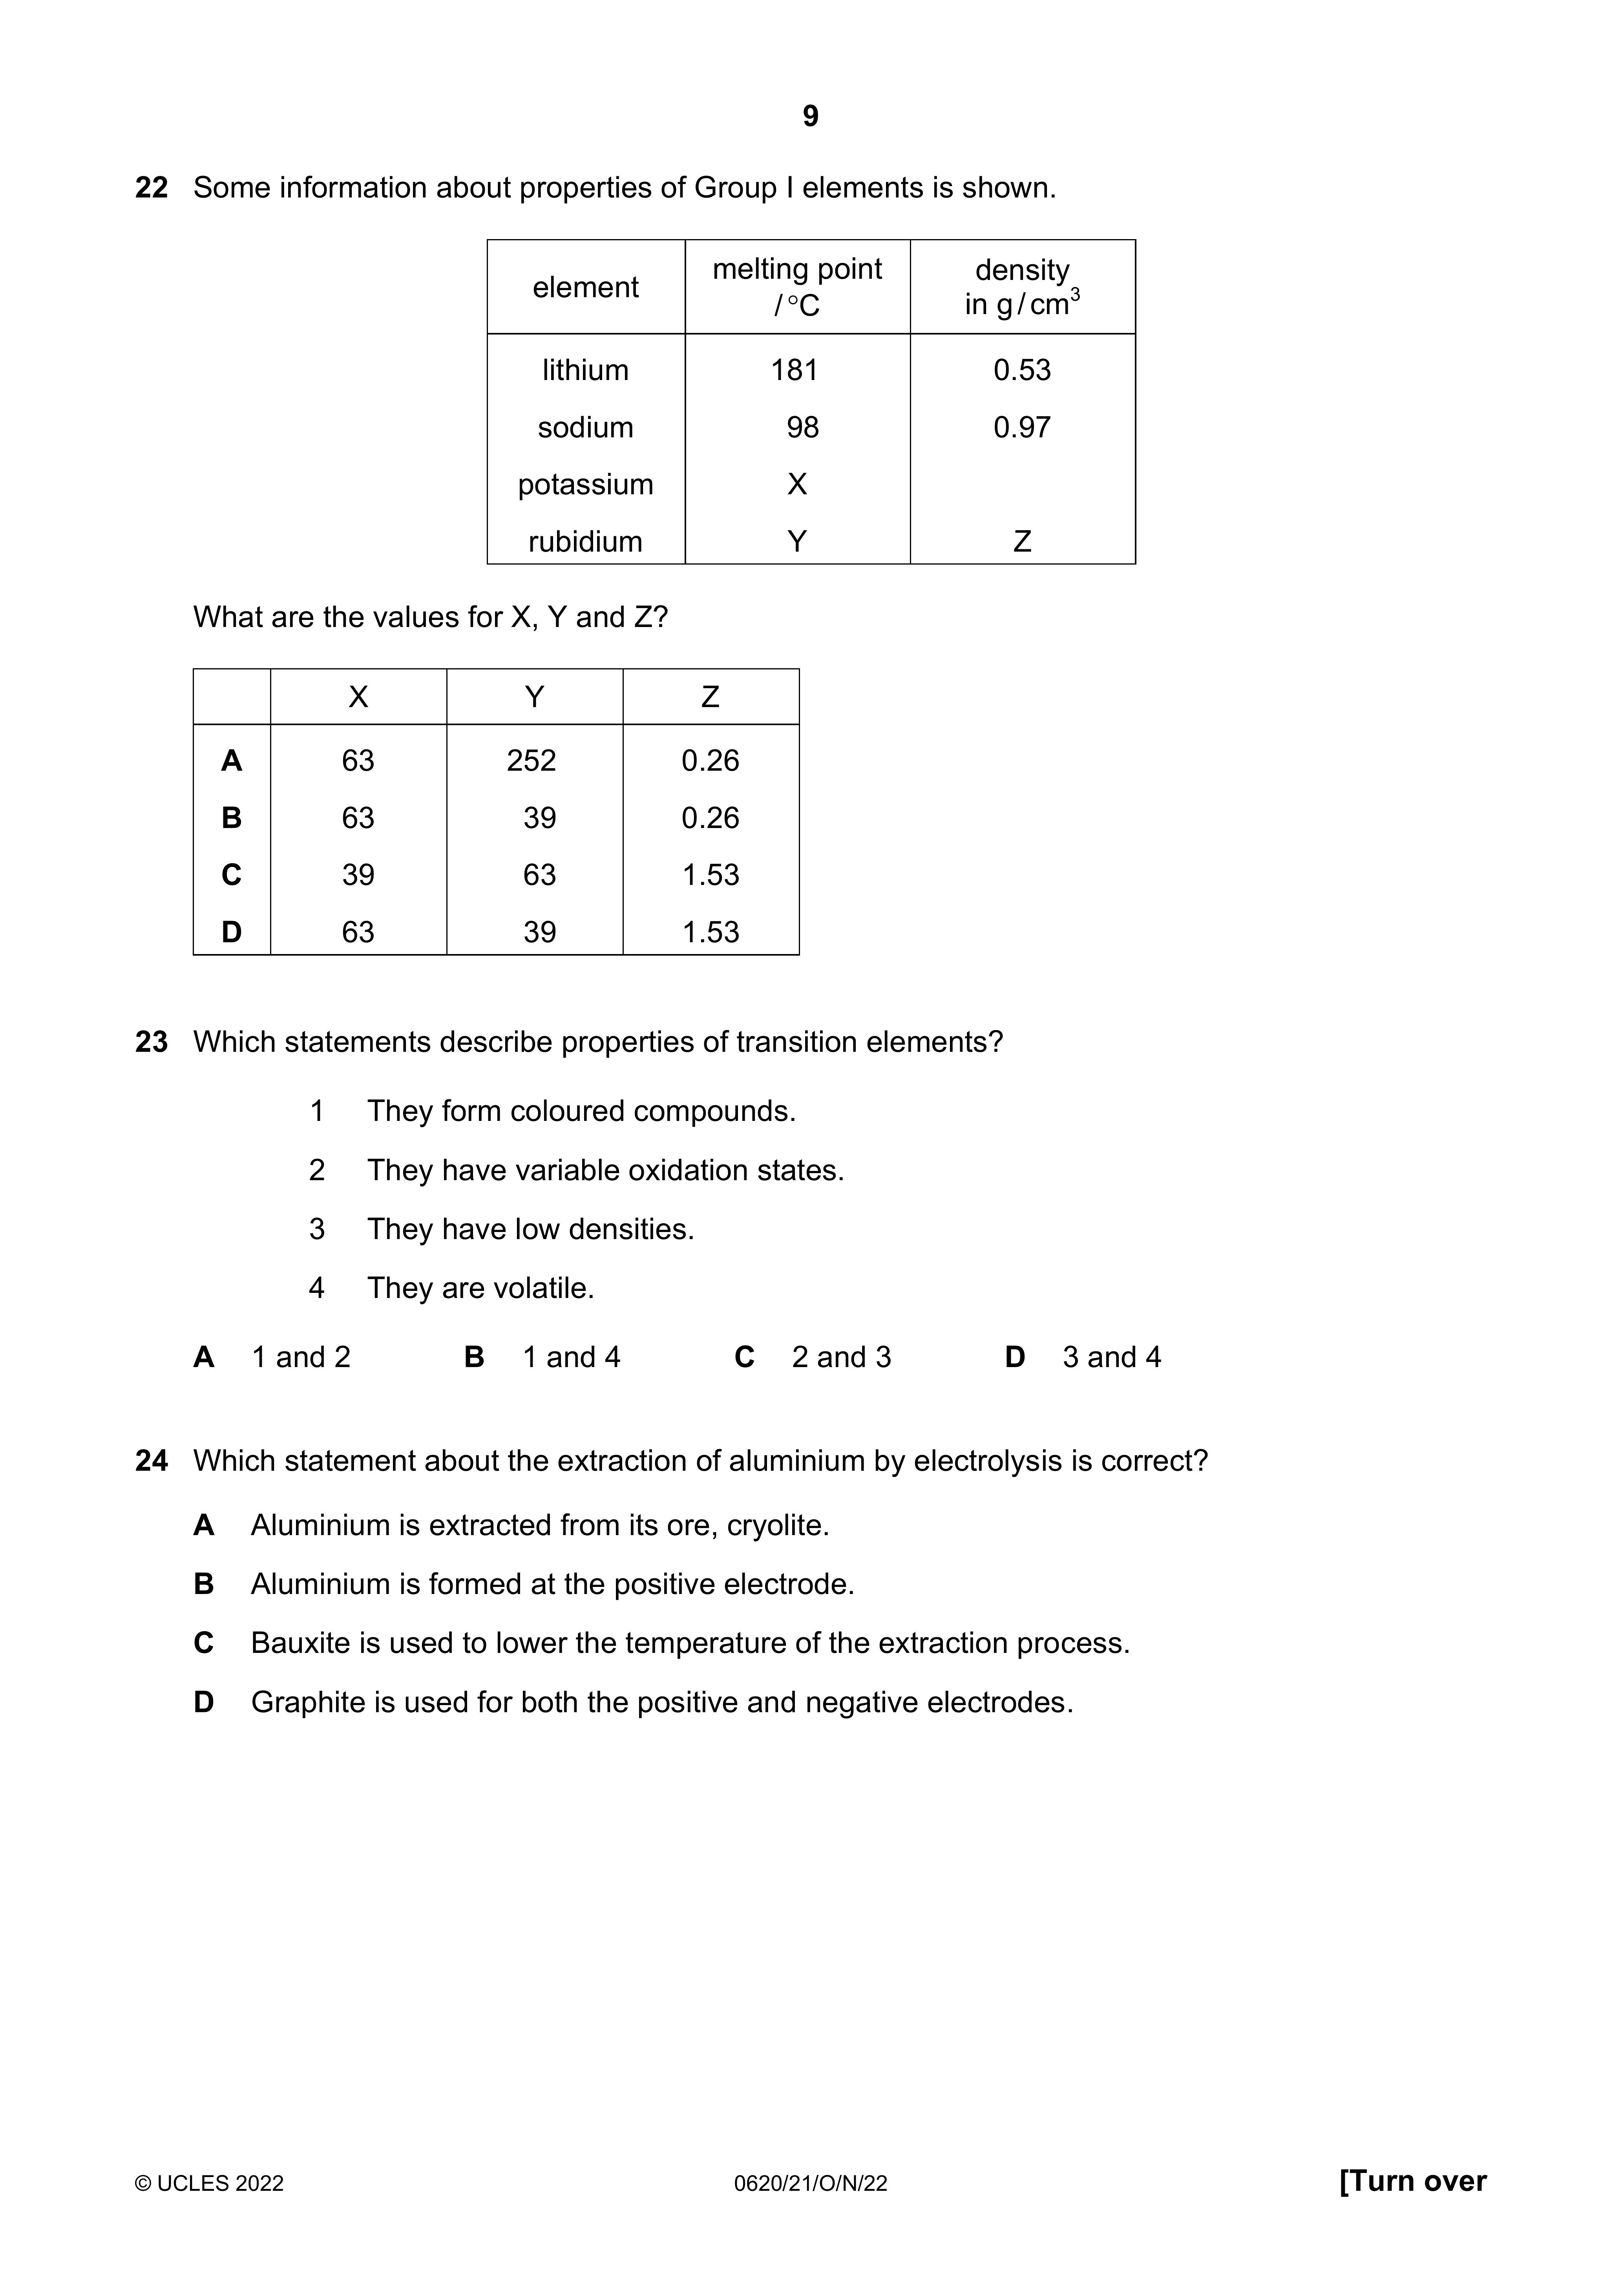 9
22 Some information about properties of Group I elements is shown.
element melting point / °C density in g / cm³
lithium 181 0.53
sodium 98 0.97
potassium X
rubidium Y Z
What are the values for X, Y and Z?
X Y Z
A 63 252 0.26
B 63 39 0.26
C 39 63 1.53
D 63 39 1.53
23 Which statements describe properties of transition elements?
1 They form coloured compounds.
2 They have variable oxidation states.
3 They have low densities.
4 They are volatile.
A 1 and 2 B 1 and 4 C 2 and 3 D 3 and 4
24 Which statement about the extraction of aluminium by electrolysis is correct?
A Aluminium is extracted from its ore, cryolite.
B Aluminium is formed at the positive electrode.
C Bauxite is used to lower the temperature of the extraction process.
D Graphite is used for both the positive and negative electrodes.
© UCLES 2022 0620/21/O/N/22 [Turn over